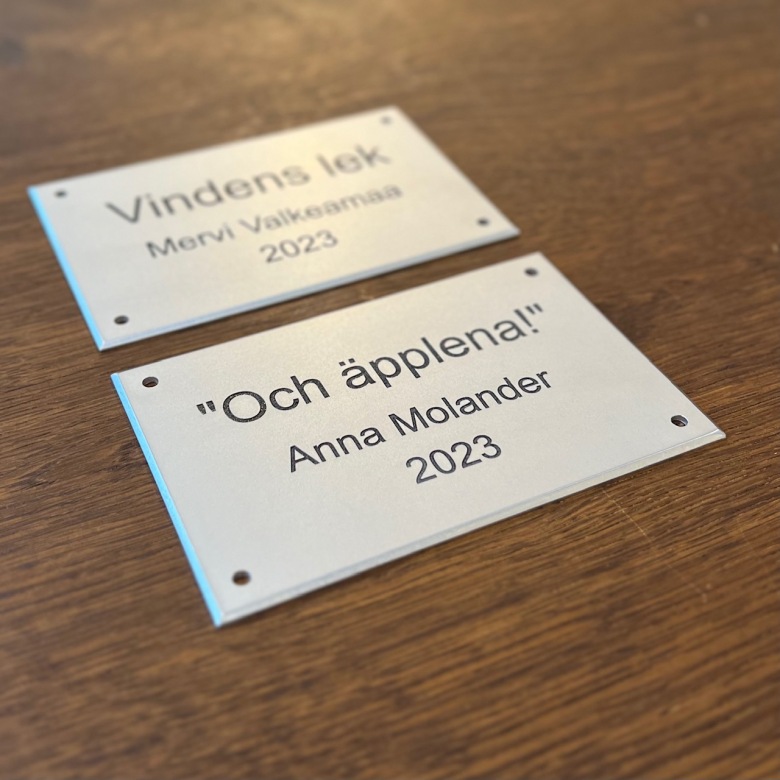 Vindens lek
Mervi Valkeamaa
2023
"Och äpplena!"
Anna Molander
2023